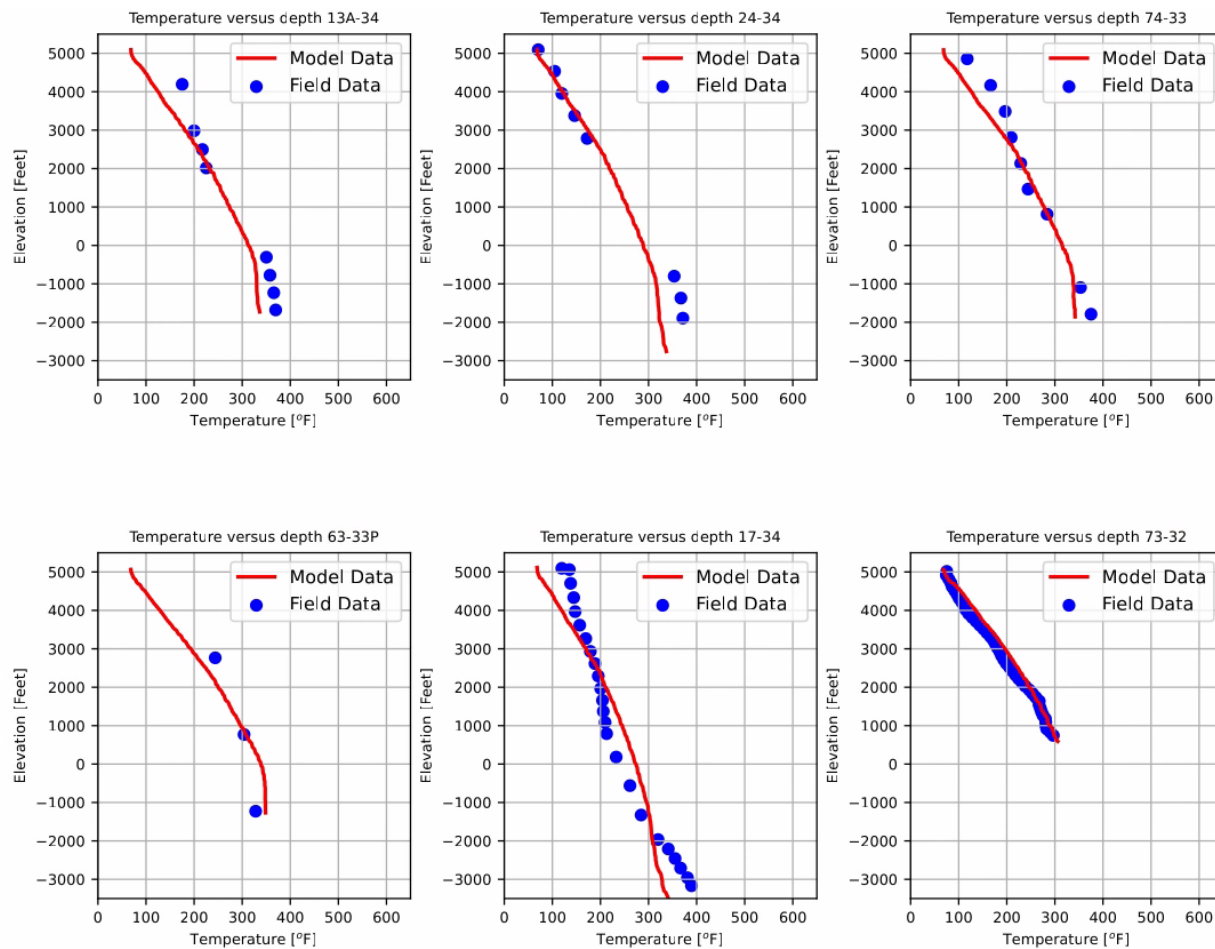 Temperature versus depth 13A-34
Temperature versus depth 24-34
Temperature versus depth 74-33
5000
4000
3000
2000
1000
0
−1000
−2000
−3000
Elevation [Feet]
Model Data
Field Data
0 100 200 300 400 500 600
Temperature [°F]
5000
4000
3000
2000
1000
0
−1000
−2000
−3000
Elevation [Feet]
Model Data
Field Data
0 100 200 300 400 500 600
Temperature [°F]
5000
4000
3000
2000
1000
0
−1000
−2000
−3000
Elevation [Feet]
Model Data
Field Data
0 100 200 300 400 500 600
Temperature [°F]
Temperature versus depth 63-33P
Temperature versus depth 17-34
Temperature versus depth 73-32
5000
4000
3000
2000
1000
0
−1000
−2000
−3000
Elevation [Feet]
Model Data
Field Data
0 100 200 300 400 500 600
Temperature [°F]
5000
4000
3000
2000
1000
0
−1000
−2000
−3000
Elevation [Feet]
Model Data
Field Data
0 100 200 300 400 500 600
Temperature [°F]
5000
4000
3000
2000
1000
0
−1000
−2000
−3000
Elevation [Feet]
Model Data
Field Data
0 100 200 300 400 500 600
Temperature [°F]